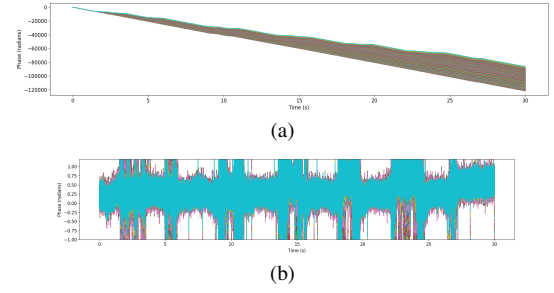 0
−20000
−40000
−60000
−80000
−100000
−120000
Phase (radians)
0 5 10 15 20 25 30
Time (s)
(a)
1.00
0.75
0.50
0.25
0.00
−0.25
−0.50
−0.75
−1.00
Phase (radians)
0 5 10 15 20 25 30
Time (s)
(b)